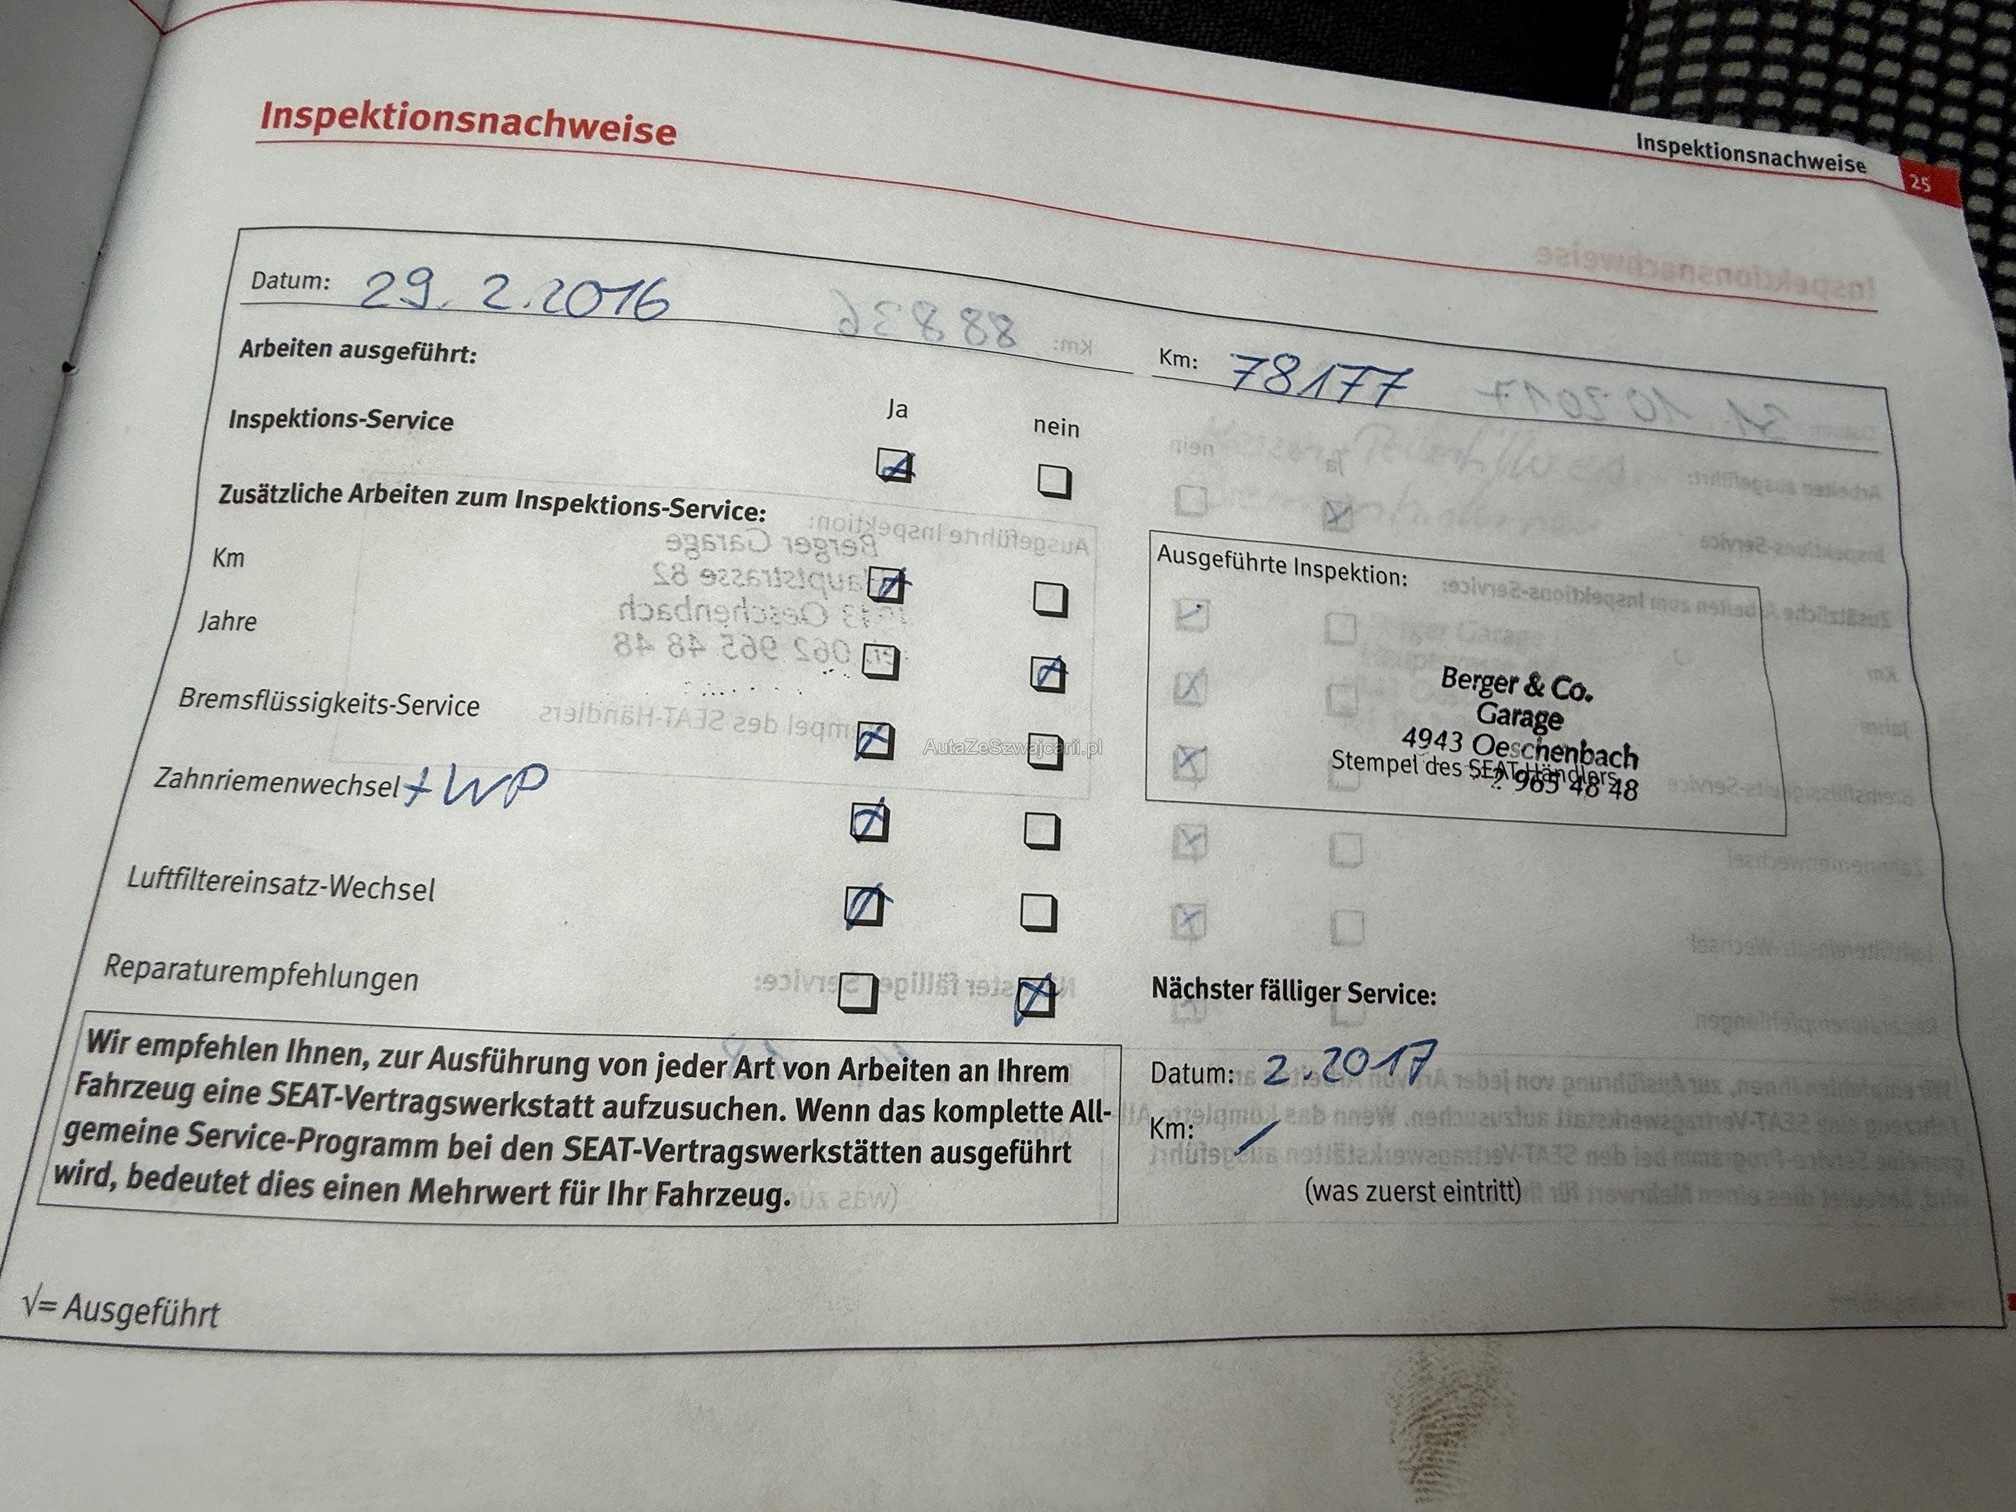 Inspektionsnachweise
25
Inspektionsnachweise
Datum: 29.2.2016
Km: 78177
Arbeiten ausgeführt:
Ja
nein
Inspektions-Service
Zusätzliche Arbeiten zum Inspektions-Service:
Km
Jahre
Bremsflüssigkeits-Service
Zahnriemenwechsel + WP
Luftfiltereinsatz-Wechsel
Reparaturempfehlungen
Ausgeführte Inspektion:
Berger & Co.
Garage
4943 Oeschenbach
Stempel des SEAT-Händlers
2 965 48 48
AutaZeSzwajcarii.pl
Nächster fälliger Service:
Datum: 2.2017
Km: /
(was zuerst eintritt)
Wir empfehlen Ihnen, zur Ausführung von jeder Art von Arbeiten an Ihrem
Fahrzeug eine SEAT-Vertragswerkstatt aufzusuchen. Wenn das komplette All-
gemeine Service-Programm bei den SEAT-Vertragswerkstätten ausgeführt
wird, bedeutet dies einen Mehrwert für Ihr Fahrzeug.
√= Ausgeführt